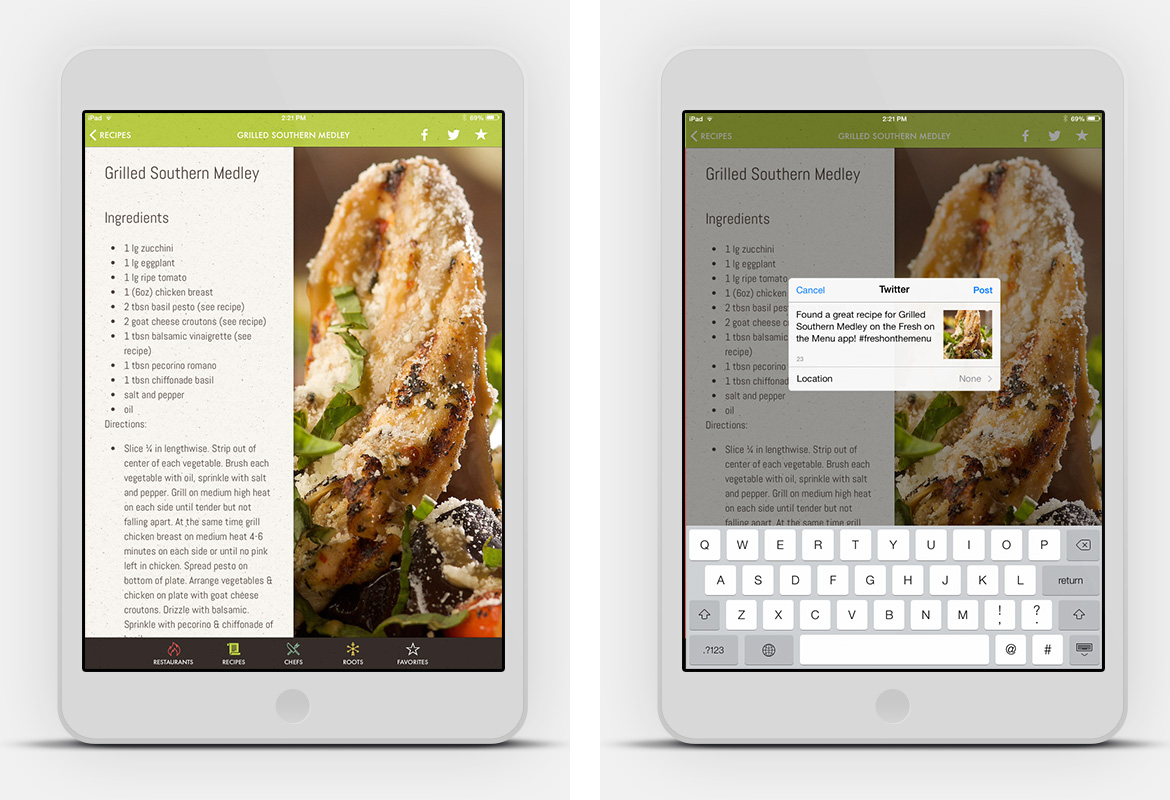 iPad 2:21 PM 69%
RECIPES GRILLED SOUTHERN MEDLEY
Grilled Southern Medley
Ingredients
• 1 lg zucchini
• 1 lg eggplant
• 1 lg ripe tomato
• 1 (6oz) chicken breast
• 2 tbsn basil pesto (see recipe)
• 2 goat cheese croutons (see recipe)
• 1 tbsn balsamic vinaigrette (see
recipe)
• 1 tbsn pecorino romano
• 1 tbsn chiffonade basil
• salt and pepper
• oil
Directions:
• Slice ¼ in lengthwise. Strip out of
center of each vegetable. Brush each
vegetable with oil, sprinkle with salt
and pepper. Grill on medium high heat
on each side until tender but not
falling apart. At the same time grill
chicken breast on medium heat 4-6
minutes on each side or until no pink
left in chicken. Spread pesto on
bottom of plate. Arrange vegetables &
chicken on plate with goat cheese
croutons. Drizzle with balsamic.
Sprinkle with pecorino & chiffonade of
RESTAURANTS RECIPES CHEFS ROOTS FAVORITES
iPad 2:21 PM 69%
RECIPES GRILLED SOUTHERN MEDLEY
Grilled Southern Medley
Ingredients
• 1 lg zucchini
• 1 lg eggplant
• 1 lg ripe tomato
• 1 (6oz) chicken
• 2 tbsn basil pes
• 2 goat cheese c
• 1 tbsn balsamic
recipe)
• 1 tbsn pecorino
• 1 tbsn chiffonad
• salt and pepper
• oil
Directions:
• Slice ¼ in lengthwise. Strip out of
center of each vegetable. Brush each
vegetable with oil, sprinkle with salt
and pepper. Grill on medium high heat
on each side until tender but not
falling apart. At the same time grill
Cancel Twitter Post
Found a great recipe for Grilled
Southern Medley on the Fresh on
the Menu app! #freshonthemenu
23
Location None
Q W E R T Y U I O P
A S D F G H J K L return
Z X C V B N M ! , ? .
.?123 @ #